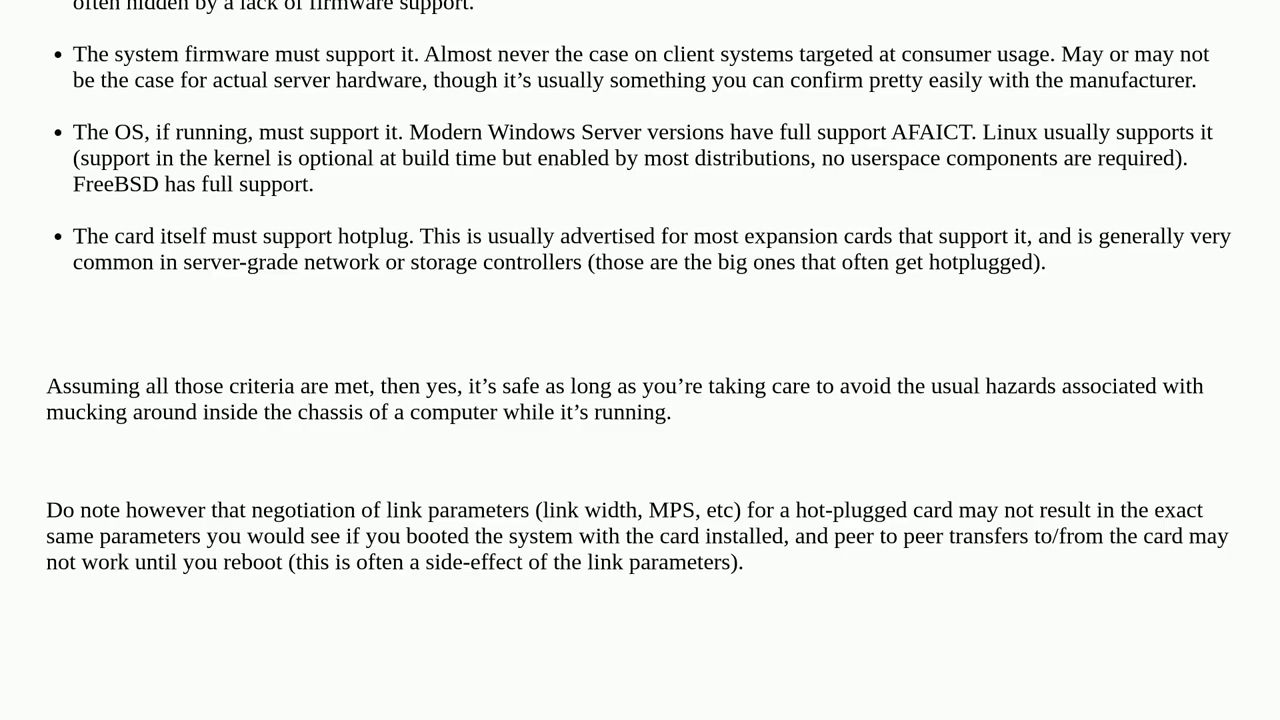 often hidden by a lack of firmware support.
• The system firmware must support it. Almost never the case on client systems targeted at consumer usage. May or may not
be the case for actual server hardware, though it’s usually something you can confirm pretty easily with the manufacturer.
• The OS, if running, must support it. Modern Windows Server versions have full support AFAICT. Linux usually supports it
(support in the kernel is optional at build time but enabled by most distributions, no userspace components are required).
FreeBSD has full support.
• The card itself must support hotplug. This is usually advertised for most expansion cards that support it, and is generally very
common in server-grade network or storage controllers (those are the big ones that often get hotplugged).
Assuming all those criteria are met, then yes, it’s safe as long as you’re taking care to avoid the usual hazards associated with
mucking around inside the chassis of a computer while it’s running.
Do note however that negotiation of link parameters (link width, MPS, etc) for a hot-plugged card may not result in the exact
same parameters you would see if you booted the system with the card installed, and peer to peer transfers to/from the card may
not work until you reboot (this is often a side-effect of the link parameters).